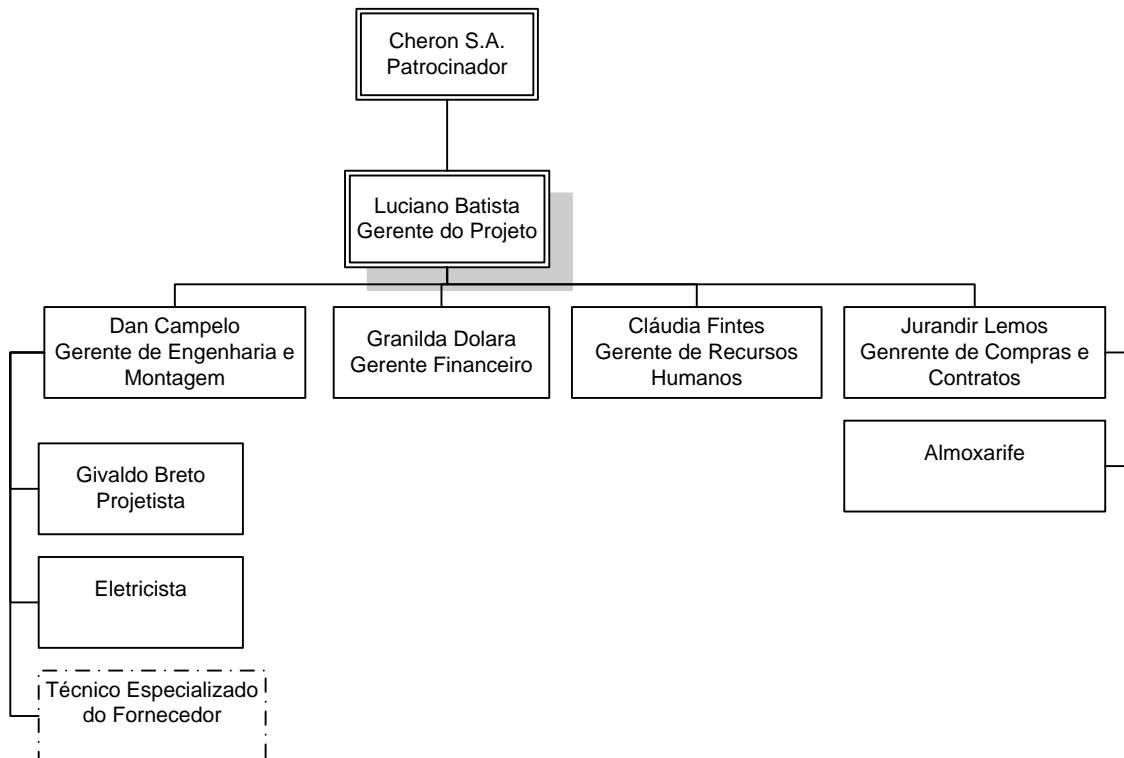 Cheron S.A.
Patrocinador
Luciano Batista
Gerente do Projeto
Dan Campelo
Gerente de Engenharia e
Montagem
Granilda Dolara
Gerente Financeiro
Cláudia Fintes
Gerente de Recursos
Humanos
Jurandir Lemos
Genrente de Compras e
Contratos
Givaldo Breto
Projetista
Almoxarife
Eletricista
Técnico Especializado
do Fornecedor